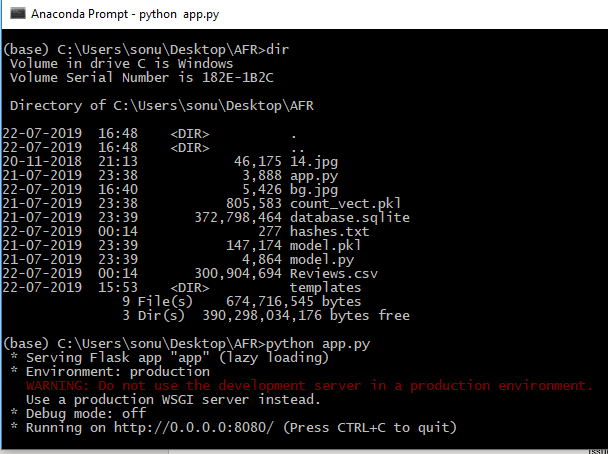 Anaconda Prompt - python  app.py
(base) C:\Users\sonu\Desktop\AFR>dir
 Volume in drive C is Windows
 Volume Serial Number is 182E-1B2C
 Directory of C:\Users\sonu\Desktop\AFR
22-07-2019  16:48    <DIR>          .
22-07-2019  16:48    <DIR>          ..
20-11-2018  21:13            46,175 14.jpg
21-07-2019  23:38             3,888 app.py
22-07-2019  16:40             5,426 bg.jpg
21-07-2019  23:38           805,583 count_vect.pkl
21-07-2019  23:39       372,798,464 database.sqlite
22-07-2019  00:14               277 hashes.txt
21-07-2019  23:39           147,174 model.pkl
21-07-2019  23:39             4,864 model.py
22-07-2019  00:14       300,904,694 Reviews.csv
22-07-2019  15:53    <DIR>          templates
               9 File(s)    674,716,545 bytes
               3 Dir(s)  390,298,034,176 bytes free
(base) C:\Users\sonu\Desktop\AFR>python app.py
 * Serving Flask app "app" (lazy loading)
 * Environment: production
   WARNING: Do not use the development server in a production environment.
   Use a production WSGI server instead.
 * Debug mode: off
 * Running on http://0.0.0.0:8080/ (Press CTRL+C to quit)